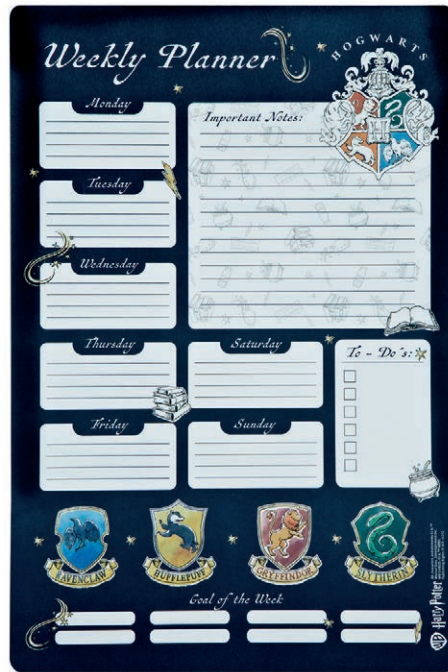 Weekly Planner
HOGWARTS
Monday
Important Notes:
Tuesday
Wednesday
Thursday
Saturday
To - Do's:
Friday
Sunday
RAVENCLAW
HUFFLEPUFF
GRYFFINDOR
SLYTHERIN
Goal of the Week
WB Harry Potter